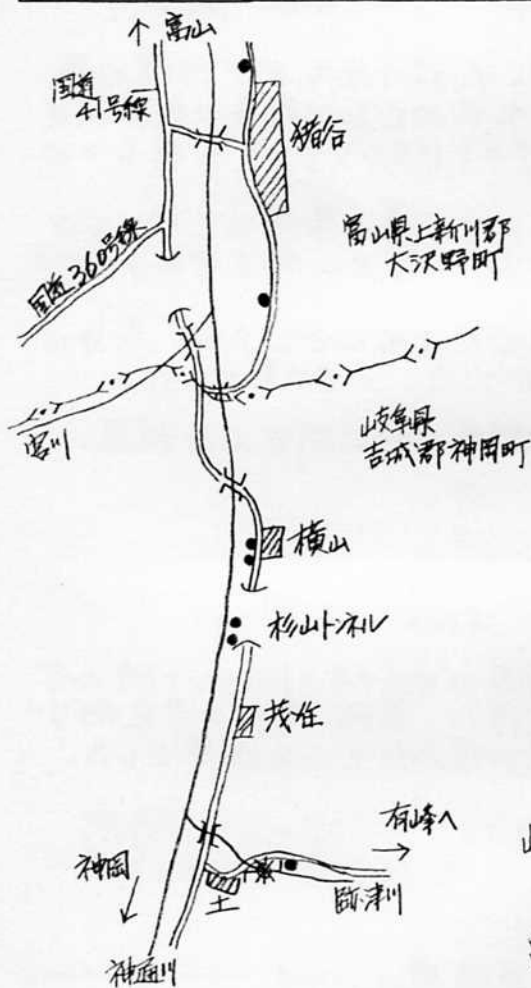 ↑ 富山
国道
41号線
猪谷
富山県上新川郡
大沢野町
国道360号線
宮川
岐阜県
吉城郡神岡町
横山
杉山トンネル
茂住
有峰へ
→
神岡
土
跡津川
神通川